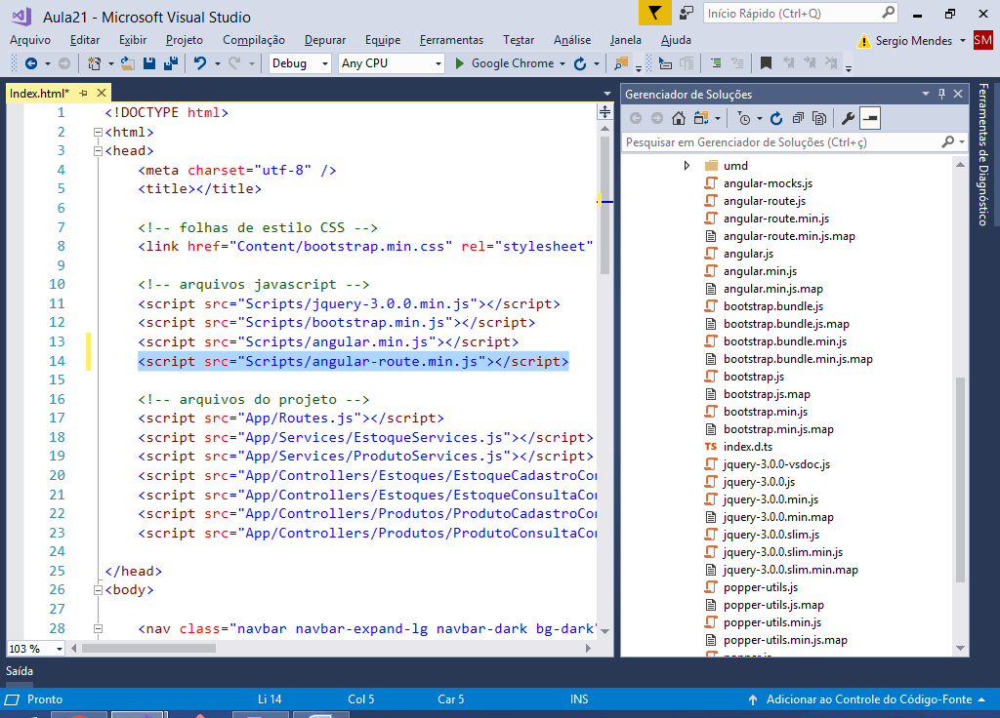 Aula21 - Microsoft Visual Studio
Início Rápido (Ctrl+Q)
Arquivo Editar Exibir Projeto Compilação Depurar Equipe Ferramentas Testar Análise Janela Ajuda
Sergio Mendes SM
Debug Any CPU Google Chrome
Index.html*
1 <!DOCTYPE html>
2 <html>
3 <head>
4 <meta charset="utf-8" />
5 <title></title>
6
7 <!-- folhas de estilo CSS -->
8 <link href="Content/bootstrap.min.css" rel="stylesheet"
9
10 <!-- arquivos javascript -->
11 <script src="Scripts/jquery-3.0.0.min.js"></script>
12 <script src="Scripts/bootstrap.min.js"></script>
13 <script src="Scripts/angular.min.js"></script>
14 <script src="Scripts/angular-route.min.js"></script>
15
16 <!-- arquivos do projeto -->
17 <script src="App/Routes.js"></script>
18 <script src="App/Services/EstoqueServices.js"></script>
19 <script src="App/Services/ProdutoServices.js"></script>
20 <script src="App/Controllers/Estoques/EstoqueCadastroCon
21 <script src="App/Controllers/Estoques/EstoqueConsultaCon
22 <script src="App/Controllers/Produtos/ProdutoCadastroCon
23 <script src="App/Controllers/Produtos/ProdutoConsultaCon
24
25 </head>
26 <body>
27
28 <nav class="navbar navbar-expand-lg navbar-dark bg-dark"
103 %
Gerenciador de Soluções
Pesquisar em Gerenciador de Soluções (Ctrl+ç)
umd
angular-mocks.js
angular-route.js
angular-route.min.js
angular-route.min.js.map
angular.js
angular.min.js
angular.min.js.map
bootstrap.bundle.js
bootstrap.bundle.js.map
bootstrap.bundle.min.js
bootstrap.bundle.min.js.map
bootstrap.js
bootstrap.js.map
bootstrap.min.js
bootstrap.min.js.map
TS index.d.ts
jquery-3.0.0-vsdoc.js
jquery-3.0.0.js
jquery-3.0.0.min.js
jquery-3.0.0.min.map
jquery-3.0.0.slim.js
jquery-3.0.0.slim.min.js
jquery-3.0.0.slim.min.map
popper-utils.js
popper-utils.js.map
popper-utils.min.js
popper-utils.min.js.map
Ferramentas de Diagnóstico
Saída
Pronto Li 14 Col 5 Car 5 INS Adicionar ao Controle do Código-Fonte